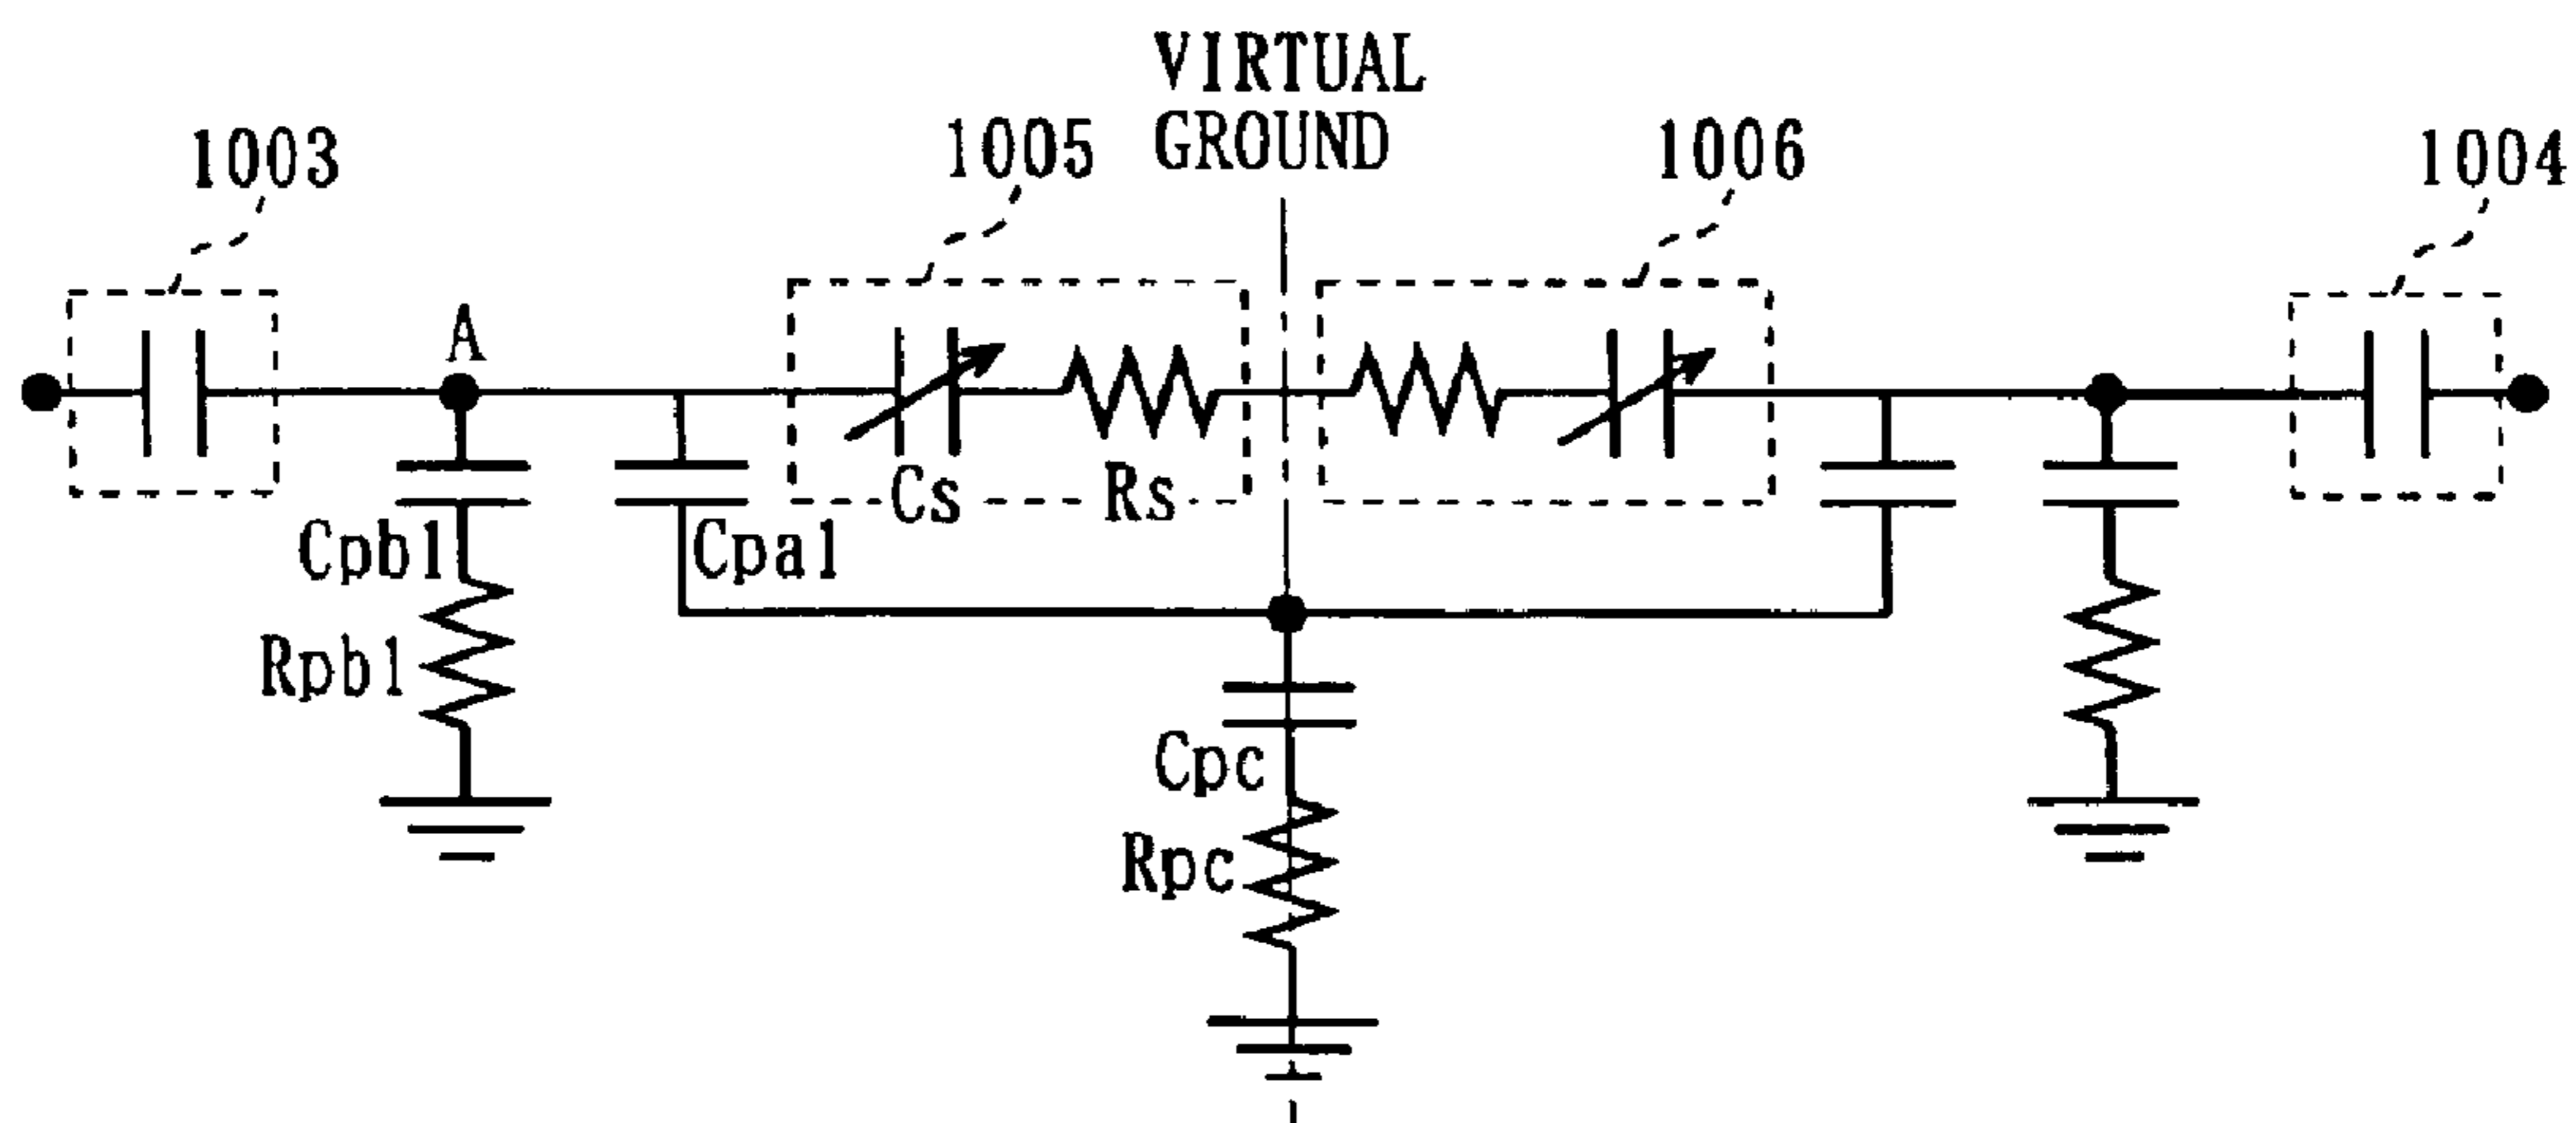 VIRTUAL
GROUND
1003
1005
1006
1004
A
Cs
Rs
Cpb1
Cpa1
Rpb1
Cpc
Rpc